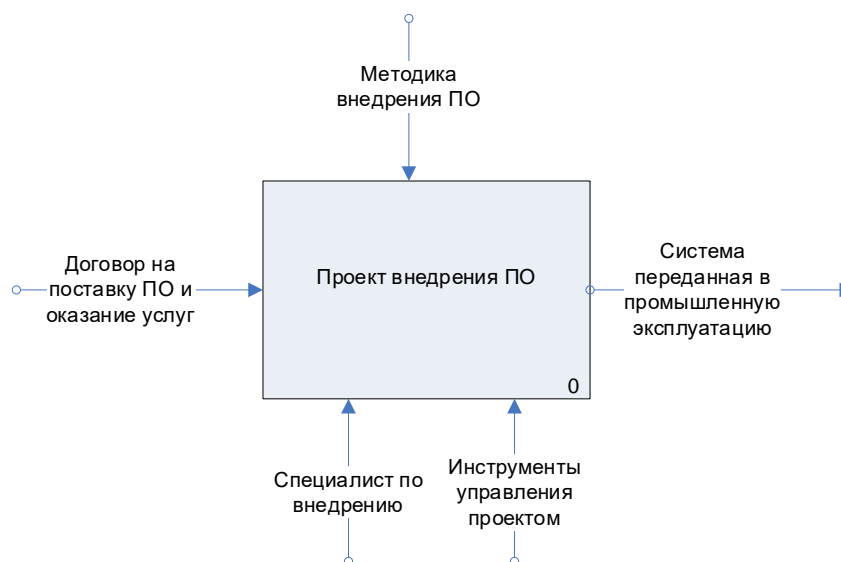 Методика
внедрения ПО
Договор на
поставку ПО и
оказание услуг
Проект внедрения ПО
0
Система
переданная в
промышленную
эксплуатацию
Специалист по
внедрению
Инструменты
управления
проектом